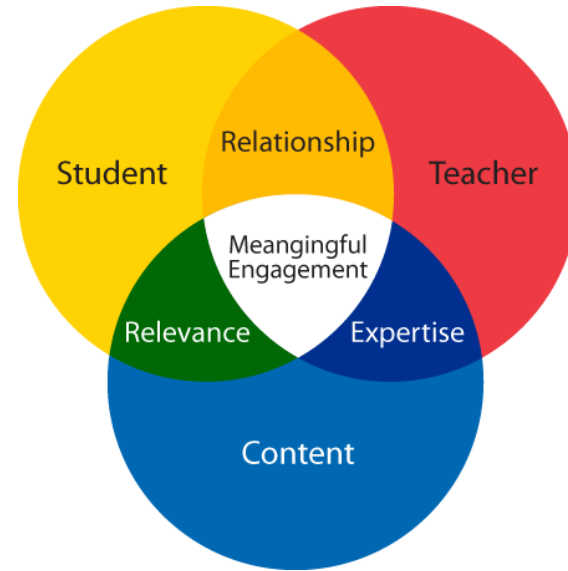 Relationship
Student
Teacher
Meangingful
Engagement
Relevance
Expertise
Content